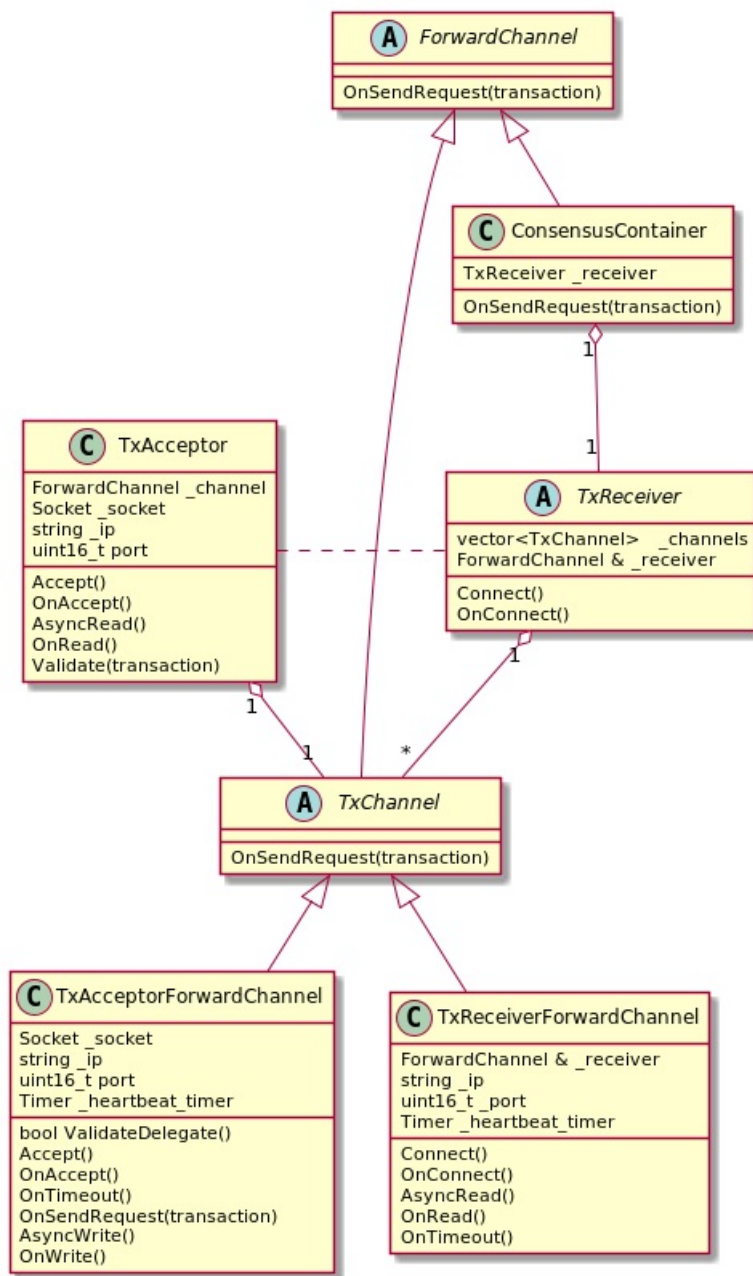 A ForwardChannel
OnSendRequest(transaction)
C ConsensusContainer
TxReceiver _receiver
OnSendRequest(transaction)
1
1
C TxAcceptor
ForwardChannel _channel
Socket _socket
string _ip
uint16_t port
Accept()
OnAccept()
AsyncRead()
OnRead()
Validate(transaction)
A TxReceiver
vector<TxChannel> _channels
ForwardChannel & _receiver
Connect()
OnConnect()
1
1
1
*
A TxChannel
OnSendRequest(transaction)
C TxAcceptorForwardChannel
Socket _socket
string _ip
uint16_t port
Timer _heartbeat_timer
bool ValidateDelegate()
Accept()
OnAccept()
OnTimeout()
OnSendRequest(transaction)
AsyncWrite()
OnWrite()
C TxReceiverForwardChannel
ForwardChannel & _receiver
string _ip
uint16_t _port
Timer _heartbeat_timer
Connect()
OnConnect()
AsyncRead()
OnRead()
OnTimeout()